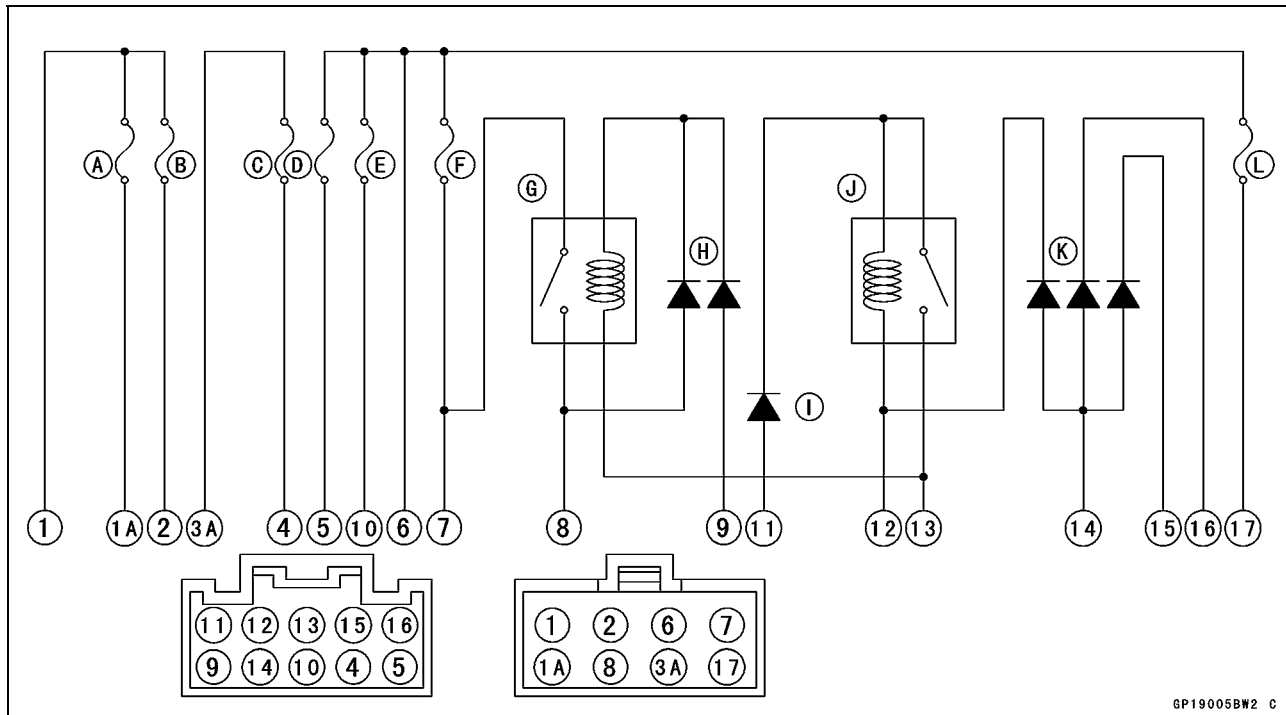 A B C D E F L
G J
H K
I
1 1A 2 3A 4 5 10 6 7 8 9 11 12 13 14 15 16 17
11 12 13 15 16 1 2 6 7
9 14 10 4 5 1A 8 3A 17
GP19005BW2 C